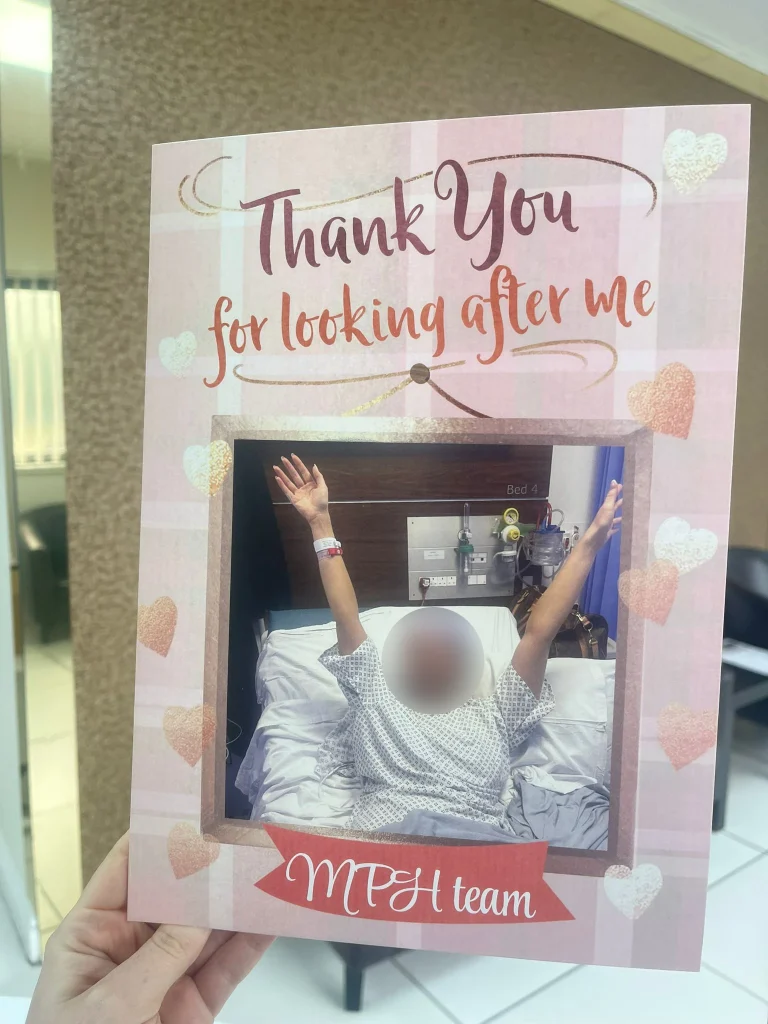 Thank You
for looking after me
Bed 4
MPH team